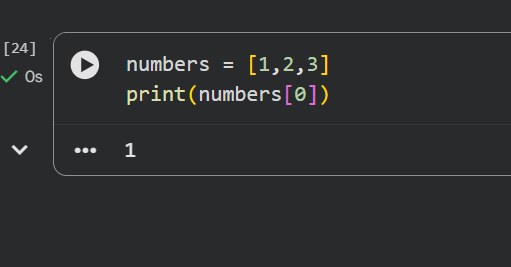 [24]
0s
numbers = [1,2,3]
print(numbers[0])
1